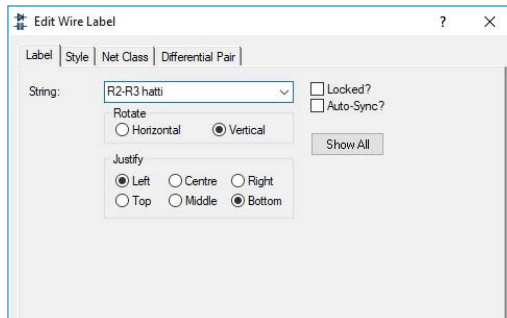 Edit Wire Label ? ×
Label Style Net Class Differential Pair
String: R2-R3 hatti Locked?
Auto-Sync?
Rotate
Horizontal Vertical
Show All
Justify
Left Centre Right
Top Middle Bottom